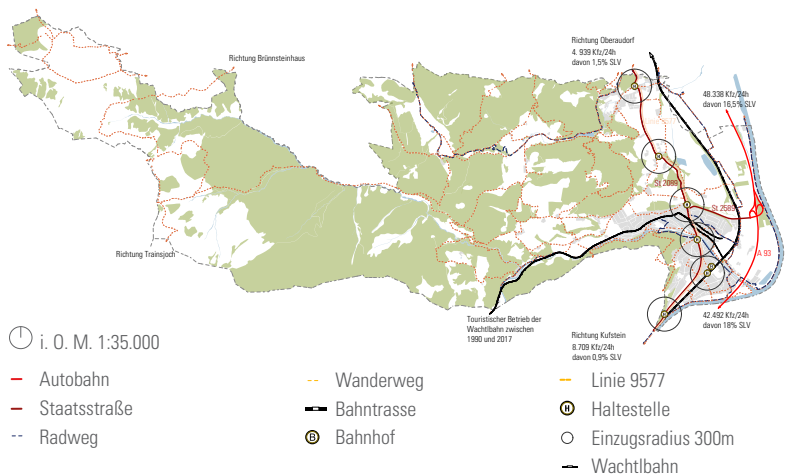 Richtung Oberaudorf
4. 939 Kfz/24h
davon 1,5% SLV
Richtung Brünnsteinhaus
48.338 Kfz/24h
davon 16,5% SLV
St 2089
St 2589
Richtung Trainsjoch
A 93
Touristischer Betrieb der
Wachtlbahn zwischen
1990 und 2017
42.492 Kfz/24h
davon 18% SLV
Richtung Kufstein
8.709 Kfz/24h
davon 0,9% SLV
i. O. M. 1:35.000
Autobahn
Staatsstraße
Radweg
Wanderweg
Bahntrasse
B Bahnhof
Linie 9577
H Haltestelle
Einzugsradius 300m
Wachtlbahn